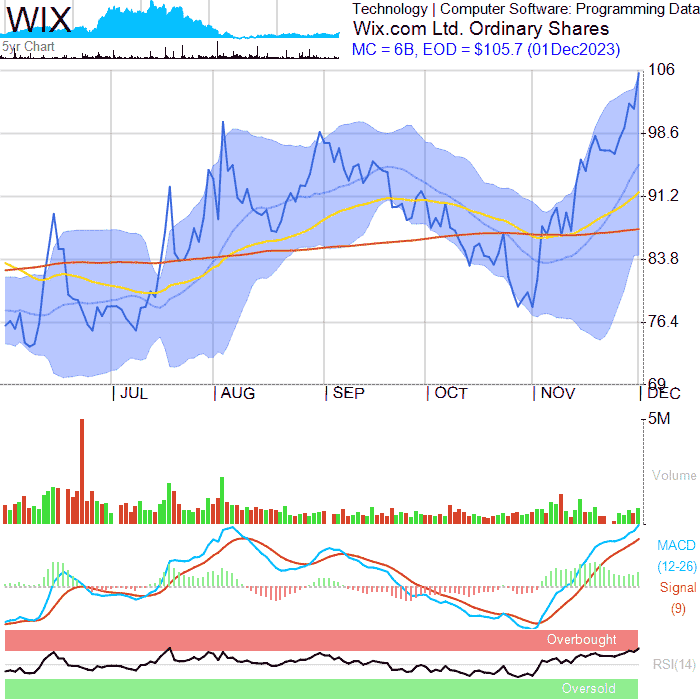 WIX
5yr Chart
Technology | Computer Software: Programming Data
Wix.com Ltd. Ordinary Shares
MC = 6B, EOD = $105.7 (01Dec2023)
106
98.6
91.2
83.8
76.4
69
JUL AUG SEP OCT NOV DEC
5M
Volume
MACD
(12-26)
Signal
(9)
Overbought
RSI(14)
Oversold